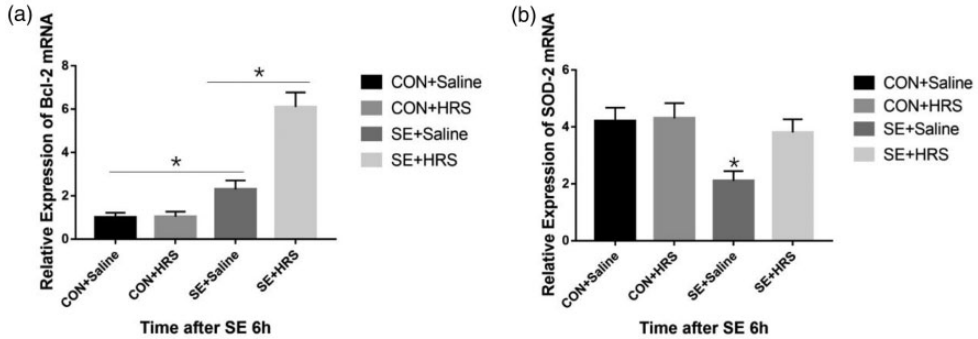 (a)
Relative Expression of Bcl-2 mRNA
8
6
4
2
0
*
*
CON+Saline
CON+HRS
SE+Saline
SE+HRS
Time after SE 6h
CON+Saline
CON+HRS
SE+Saline
SE+HRS
(b)
Relative Expression of SOD-2 mRNA
6
4
2
0
*
CON+Saline
CON+HRS
SE+Saline
SE+HRS
Time after SE 6h
CON+Saline
CON+HRS
SE+Saline
SE+HRS